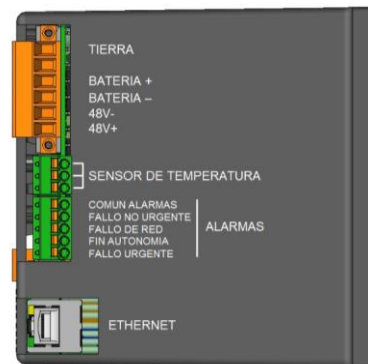 TIERRA
BATERIA +
BATERIA –
48V-
48V+
SENSOR DE TEMPERATURA
COMUN ALARMAS
FALLO NO URGENTE
FALLO DE RED
FIN AUTONOMIA
FALLO URGENTE
ALARMAS
ETHERNET